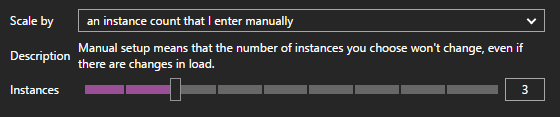 Scale by an instance count that I enter manually
Description Manual setup means that the number of instances you choose won't change, even if
there are changes in load.
Instances 3